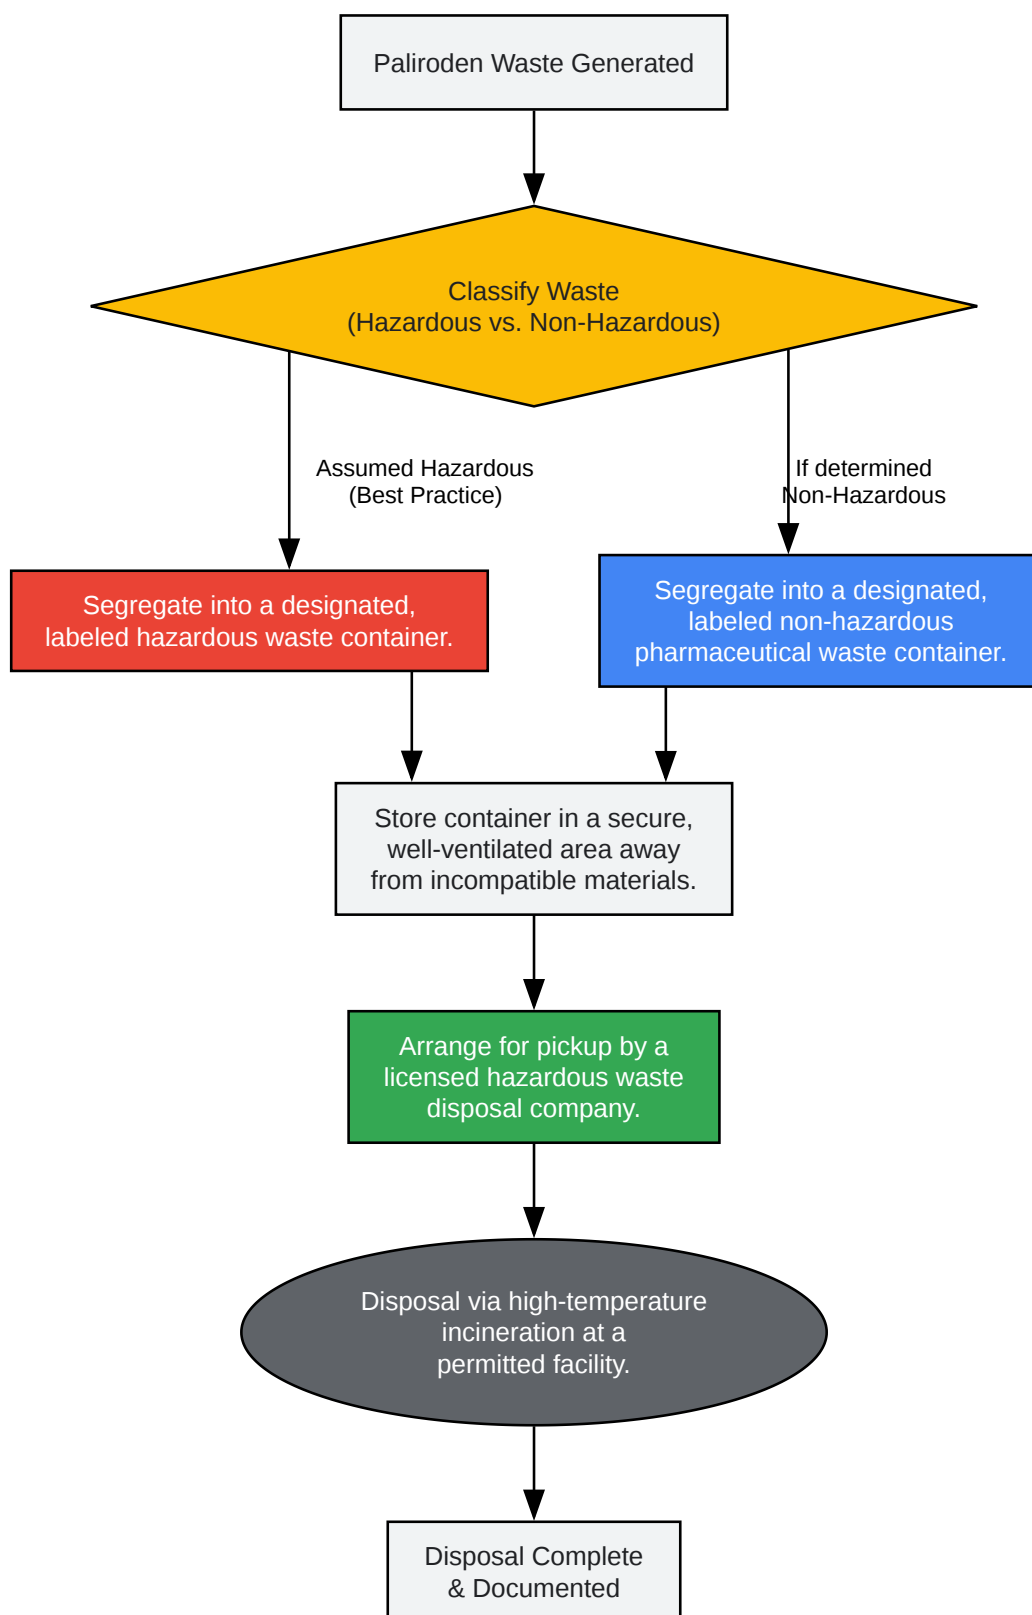 Paliroden Waste Generated
Classify Waste
(Hazardous vs. Non-Hazardous)
Assumed Hazardous
(Best Practice)
If determined
Non-Hazardous
Segregate into a designated,
labeled hazardous waste container.
Segregate into a designated,
labeled non-hazardous
pharmaceutical waste container.
Store container in a secure,
well-ventilated area away
from incompatible materials.
Arrange for pickup by a
licensed hazardous waste
disposal company.
Disposal via high-temperature
incineration at a
permitted facility.
Disposal Complete
& Documented